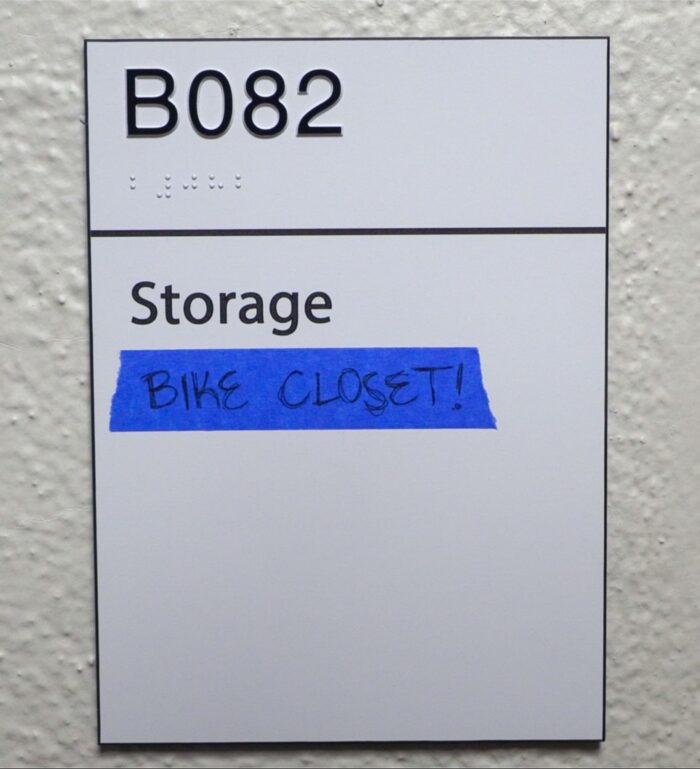 B082
⠃⠼⠚⠓⠃
Storage
BIKE CLOSET!